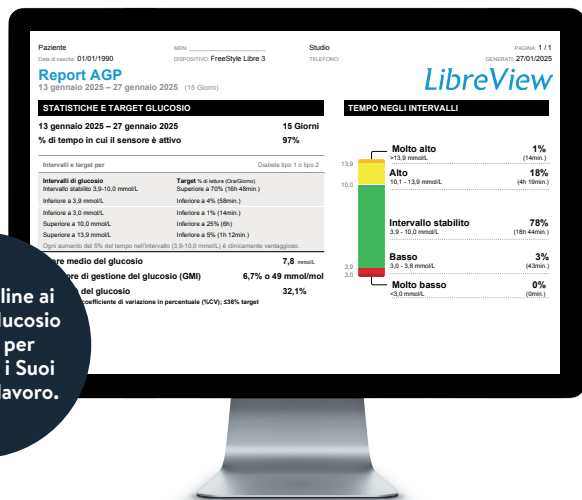 Paziente MRN: Studio PAGINA: 1 / 1
Data di nascita: 01/01/1990 DISPOSITIVO: FreeStyle Libre 3 TELEFONO: GENERATI: 27/01/2025
Report AGP
LibreView
13 gennaio 2025 – 27 gennaio 2025 (15 Giorni)
STATISTICHE E TARGET GLUCOSIO
13 gennaio 2025 – 27 gennaio 2025 15 Giorni
% di tempo in cui il sensore è attivo 97%
Intervalli e target per Diabete tipo 1 o tipo 2
Intervalli di glucosio Target % di letture (Ora/Giorno)
Intervallo stabilito 3,9-10,0 mmol/L Superiore a 70% (16h 48min.)
Inferiore a 3,9 mmol/L Inferiore a 4% (58min.)
Inferiore a 3,0 mmol/L Inferiore a 1% (14min.)
Superiore a 10,0 mmol/L Inferiore a 25% (6h)
Superiore a 13,9 mmol/L Inferiore a 5% (1h 12min.)
Ogni aumento del 5% del tempo nell'intervallo (3,9-10,0 mmol/L) è clinicamente vantaggioso.
ore medio del glucosio 7,8 mmol/L
ore di gestione del glucosio (GMI) 6,7% o 49 mmol/mol
del glucosio 32,1%
coefficiente di variazione in percentuale (%CV); ≤36% target
TEMPO NEGLI INTERVALLI
Molto alto 1%
>13,9 mmol/L (14min.)
13,9
Alto 18%
10,1 - 13,9 mmol/L (4h 19min.)
10,0
Intervallo stabilito 78%
3,9 - 10,0 mmol/L (18h 44min.)
Basso 3%
3,0 - 3,8 mmol/L (43min.)
3,9
3,0
Molto basso 0%
<3,0 mmol/L (0min.)
line ai
lucosio
per
i Suoi
lavoro.